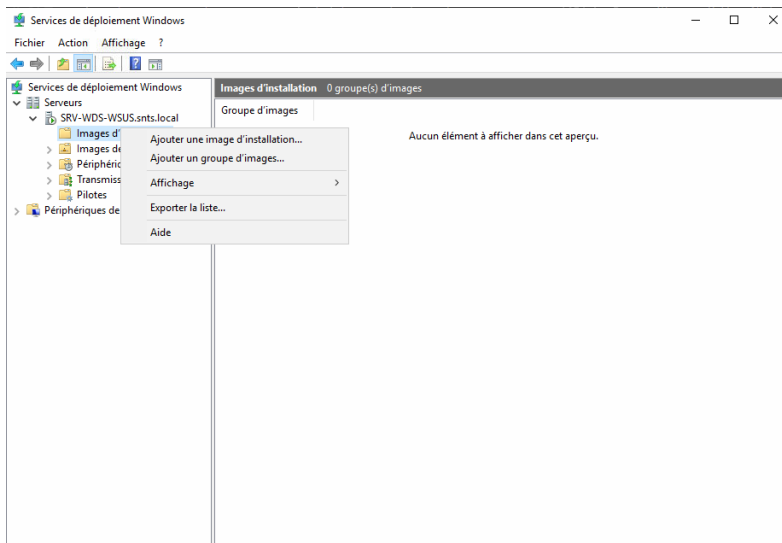 Services de déploiement Windows
Fichier Action Affichage ?
Services de déploiement Windows
Serveurs
SRV-WDS-WSUS.snts.local
Images d'
Images de
Périphéric
Transmiss
Pilotes
Périphériques de
Ajouter une image d'installation...
Ajouter un groupe d'images...
Affichage
Exporter la liste...
Aide
Images d'installation 0 groupe(s) d'images
Groupe d'images
Aucun élément à afficher dans cet aperçu.